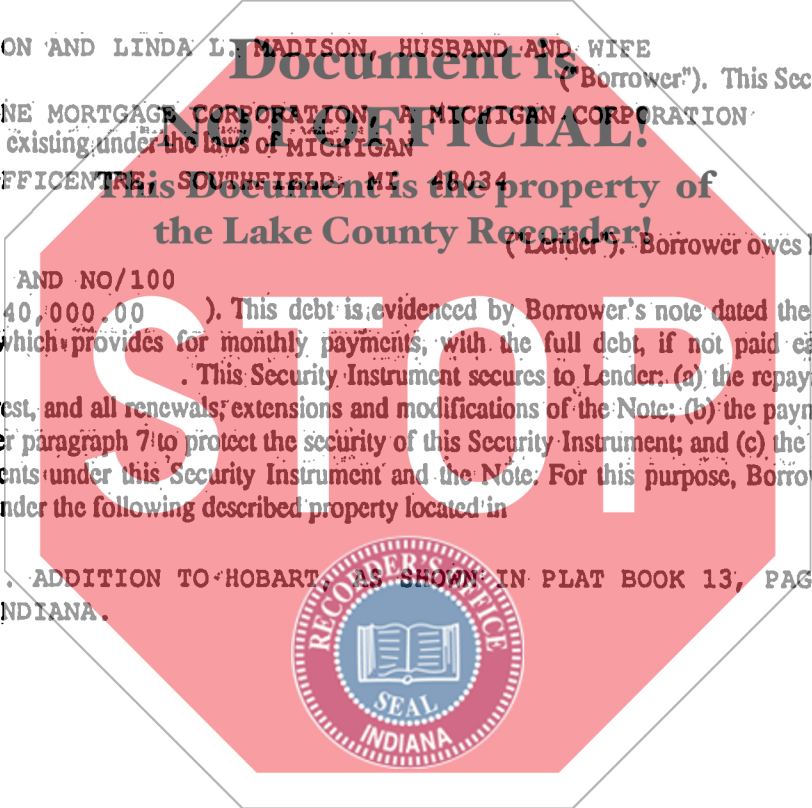 ON AND LINDA L. MADISON, HUSBAND AND WIFE
Document is
("Borrower"). This Sec
NE MORTGAGE CORPORATION, A MICHIGAN CORPORATION
NOT OFFICIAL!
existing under the laws of MICHIGAN
FFICENTRE, SOUTHFIELD, MI 48034
This Document is the property of
the Lake County Recorder!
("Lender"). Borrower owes
AND NO/100
40,000.00 ). This debt is evidenced by Borrower's note dated the
which provides for monthly payments, with the full debt, if not paid ea
. This Security Instrument secures to Lender: (a) the repay
est, and all renewals, extensions and modifications of the Note; (b) the paym
er paragraph 7 to protect the security of this Security Instrument; and (c) the
ents under this Security Instrument and the Note. For this purpose, Borrow
nder the following described property located in
STOP
. ADDITION TO HOBART, AS SHOWN IN PLAT BOOK 13, PAG
NDIANA.
RECORDER'S OFFICE
SEAL
INDIANA